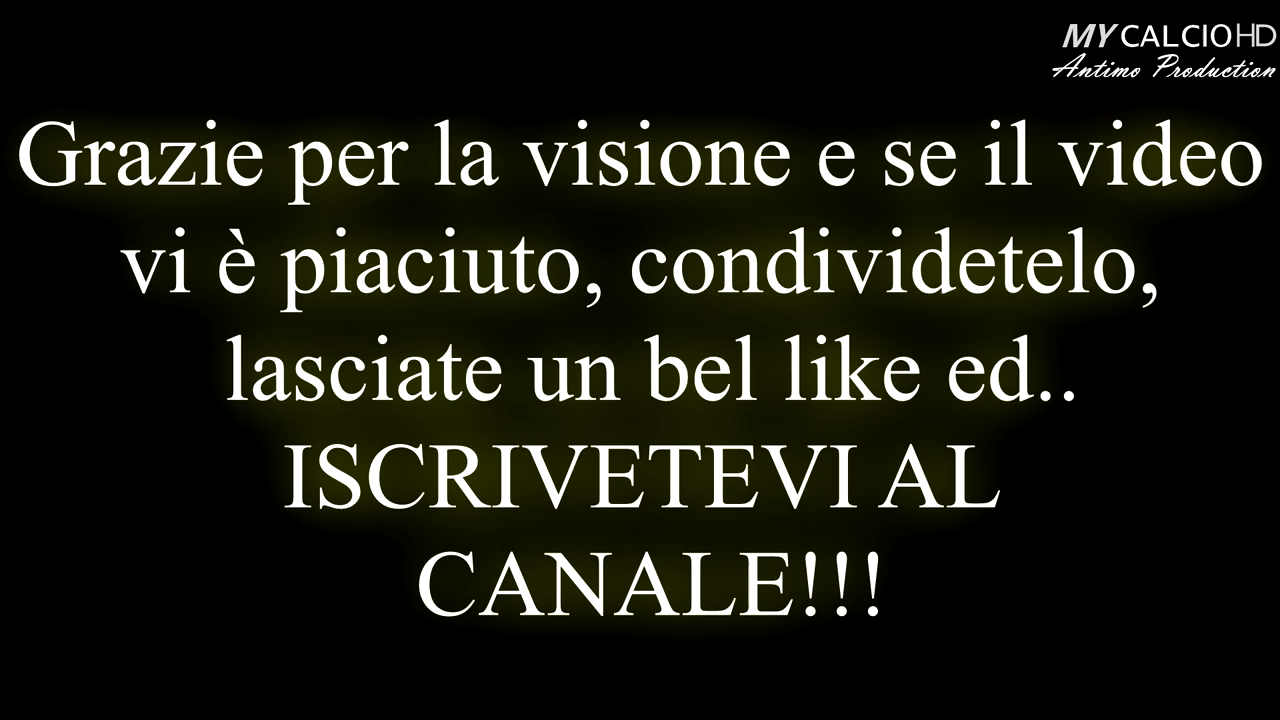 MY CALCIO HD
Antimo Production
Grazie per la visione e se il video
vi è piaciuto, condividetelo,
lasciate un bel like ed..
ISCRIVETEVI AL
CANALE!!!